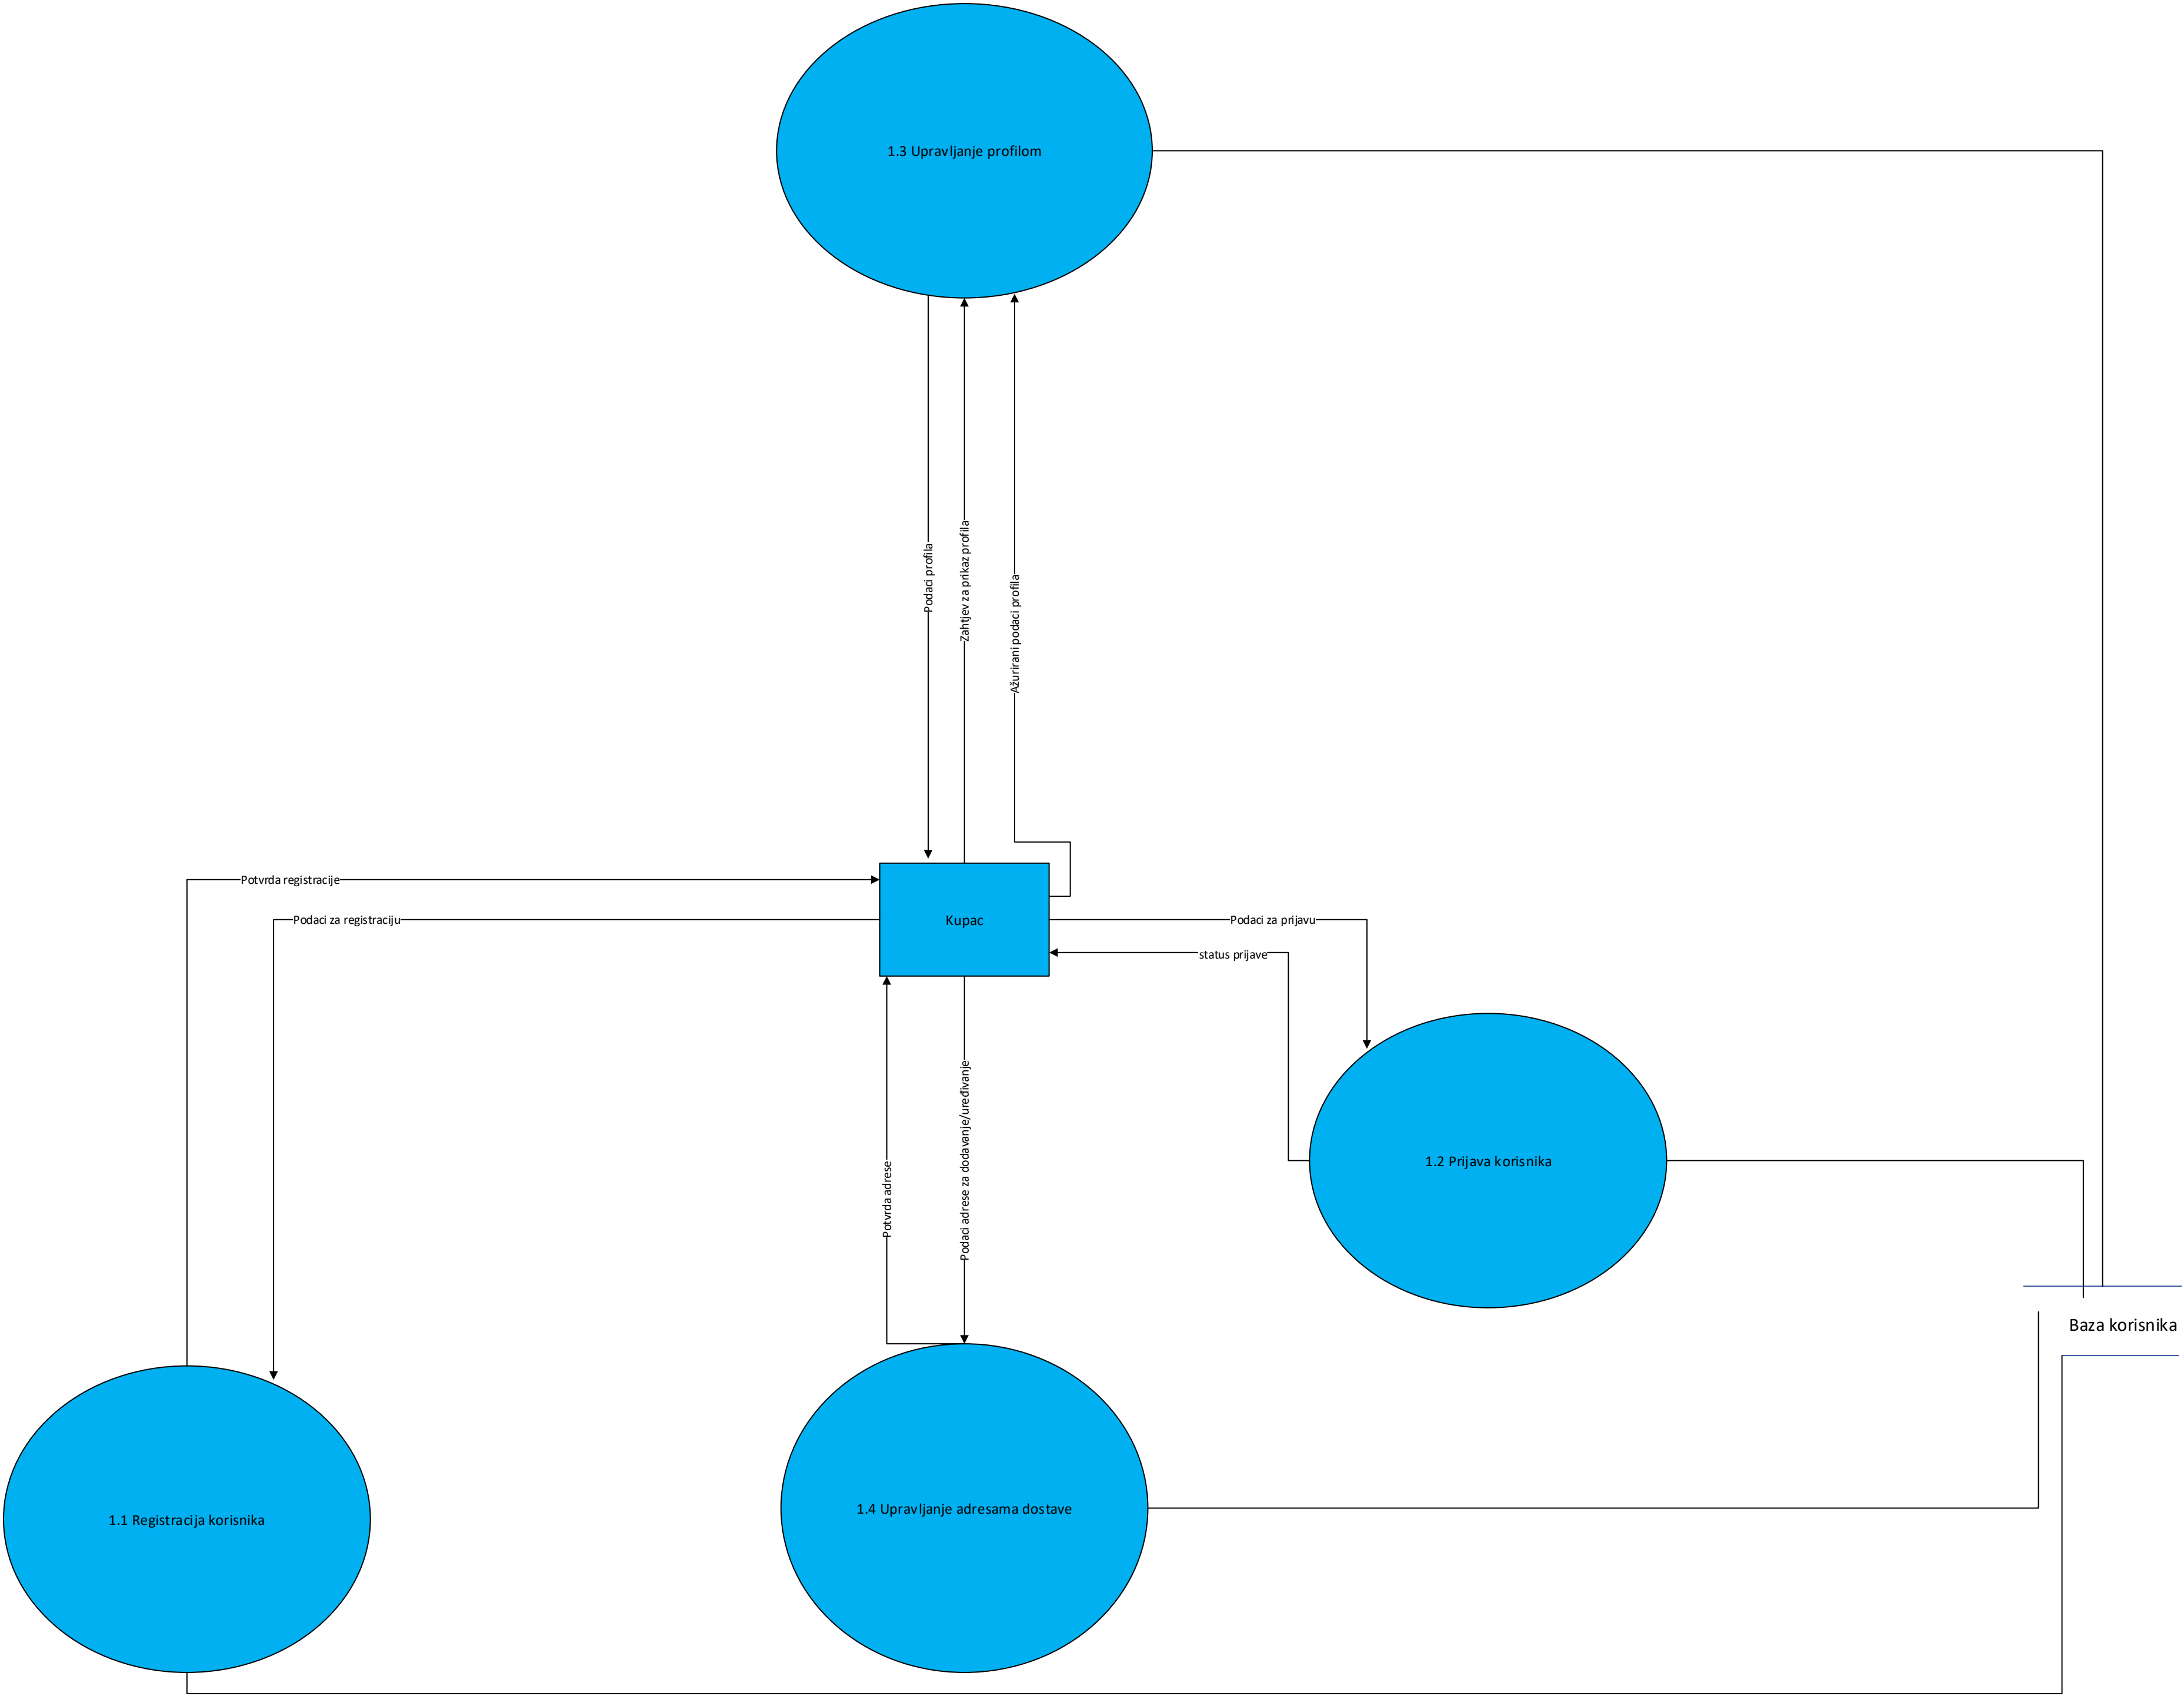 1.3 Upravljanje profilom
Podaci profila
Zahtjev za prikaz profila
Ažurirani podaci profila
Potvrda registracije
Podaci za registraciju
Kupac
Podaci za prijavu
status prijave
Potvrda adrese
Podaci adrese za dodavanje/uređivanje
1.2 Prijava korisnika
Baza korisnika
1.1 Registracija korisnika
1.4 Upravljanje adresama dostave